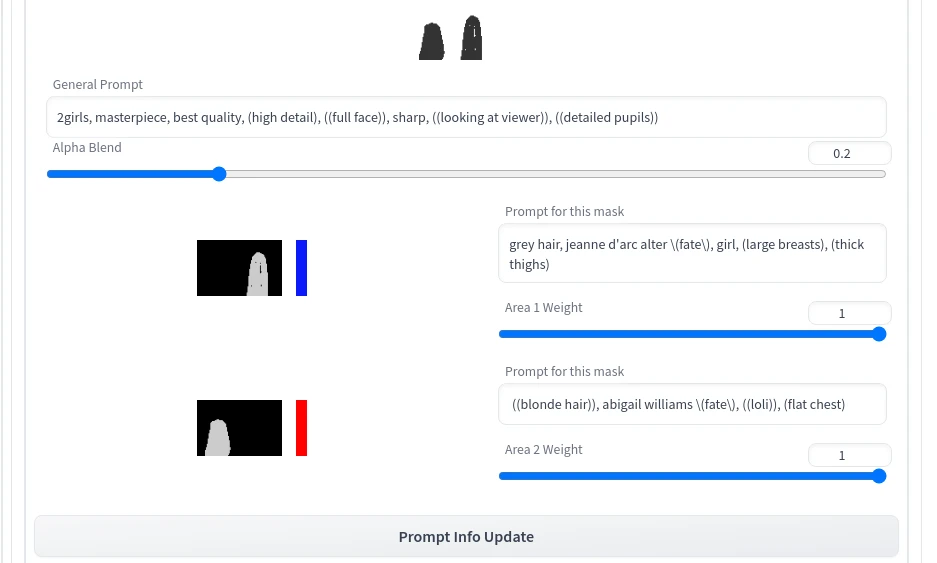 General Prompt
2girls, masterpiece, best quality, (high detail), ((full face)), sharp, ((looking at viewer)), ((detailed pupils))
Alpha Blend
0.2
Prompt for this mask
grey hair, jeanne d'arc alter \(fate\), girl, (large breasts), (thick
thighs)
Area 1 Weight
1
Prompt for this mask
((blonde hair)), abigail williams \(fate\), ((loli)), (flat chest)
Area 2 Weight
1
Prompt Info Update